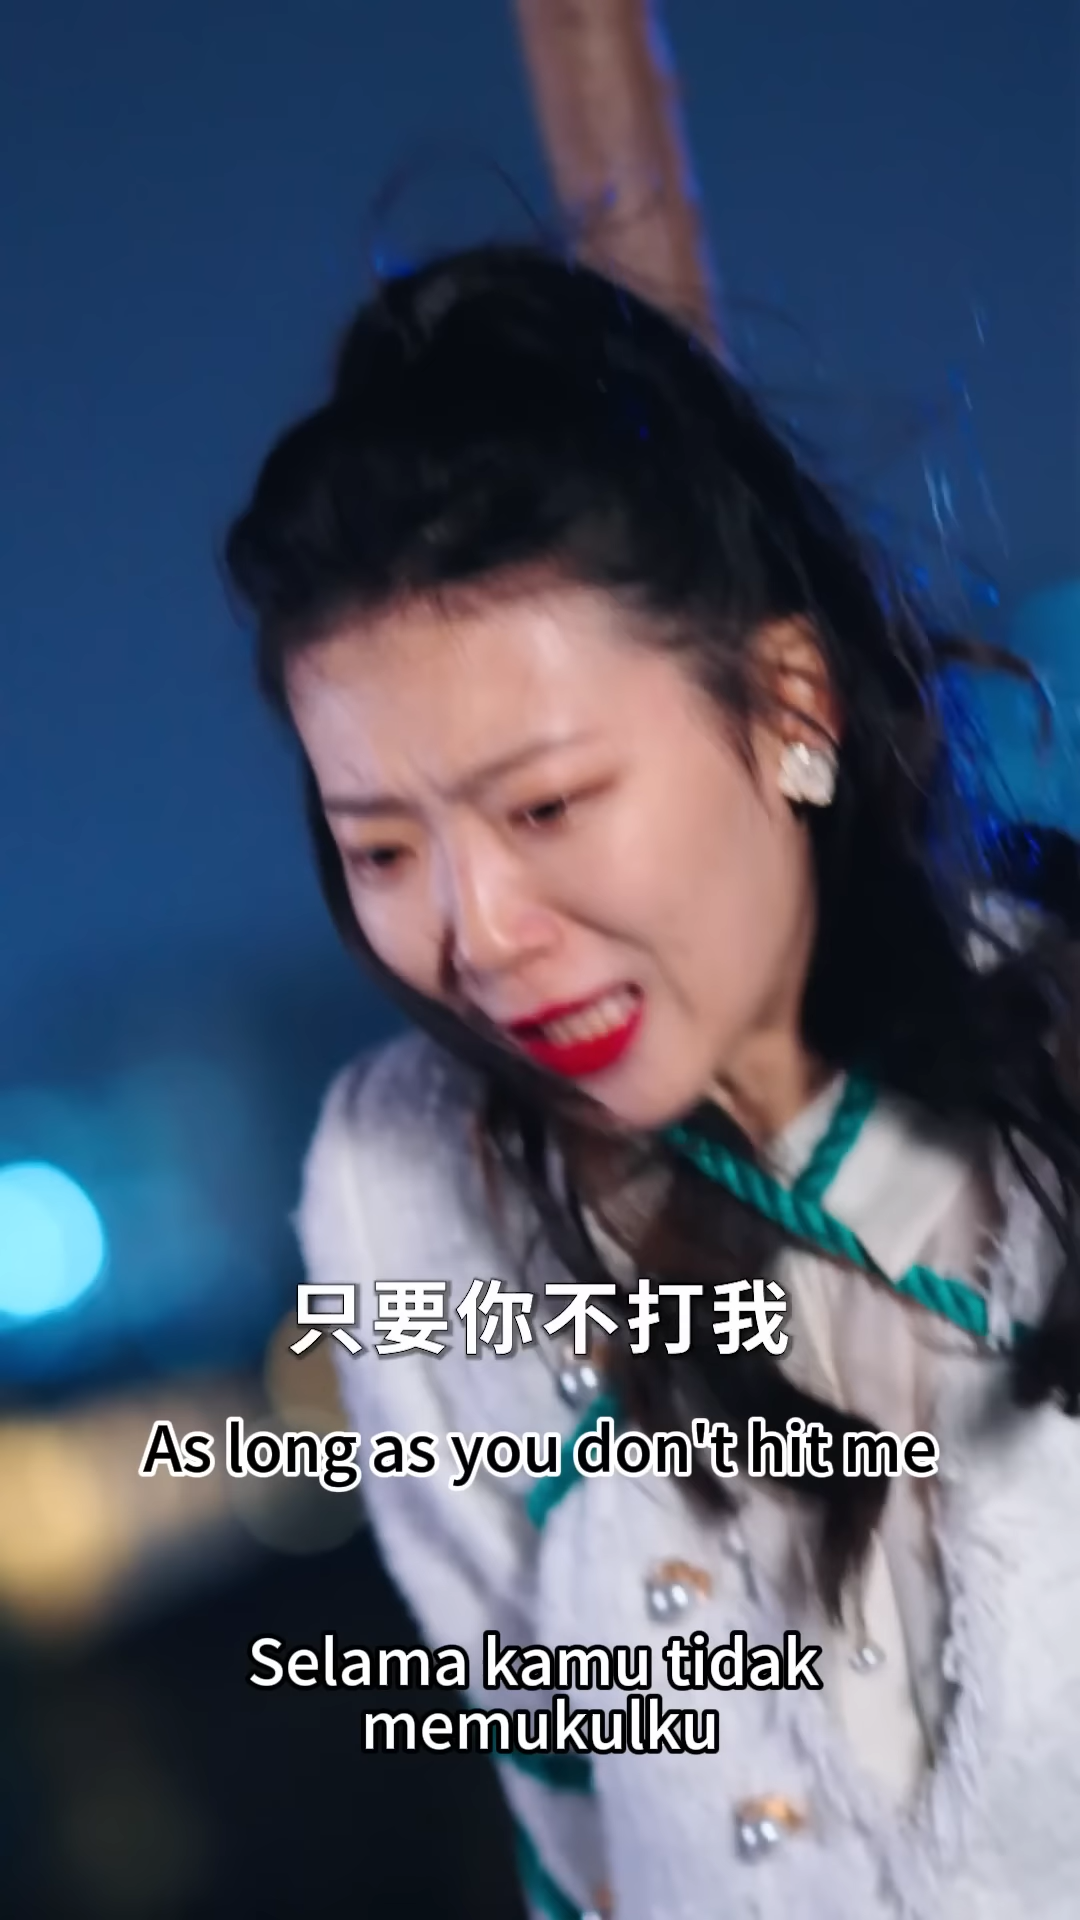 只要你不打我
As long as you don't hit me
Selama kamu tidak
memukulku